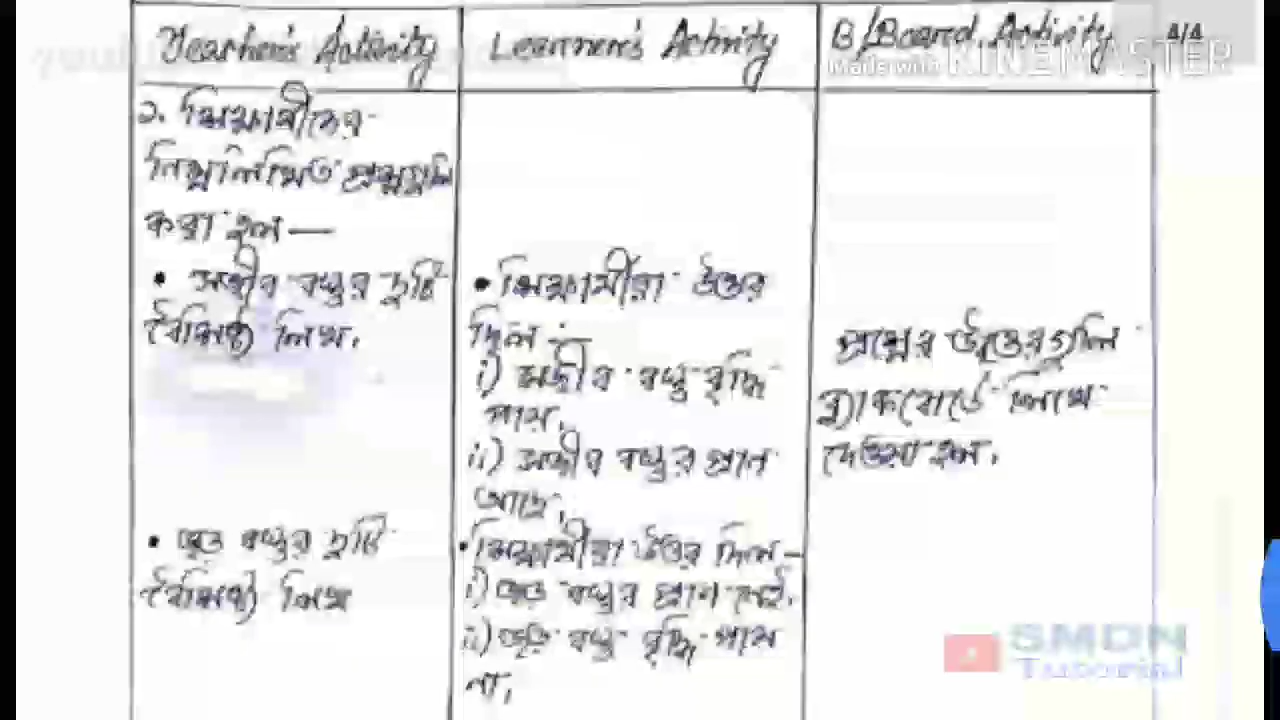 Teacher's Activity
Learner's Activity
B/Board Activity
4/4
Made with KINEMASTER
১. শিক্ষার্থীদের
নিম্নলিখিত প্রশ্নগুলি
করা হল—
• সজীব বস্তুর দুটি
বৈশিষ্ট্য লিখ।
• জড় বস্তুর দুটি
বৈশিষ্ট্য লিখ
• শিক্ষার্থীরা উত্তর
দিল :—
i) সজীব বস্তু বৃদ্ধি
পায়।
ii) সজীব বস্তুর প্রাণ
আছে।
• শিক্ষার্থীরা উত্তর দিল—
i) জড় বস্তুর প্রাণ নেই।
ii) জড় বস্তু বৃদ্ধি পায়
না।
প্রশ্নের উত্তরগুলি
ব্ল্যাকবোর্ডে লিখে
দেওয়া হল।
SMDN
Tutorial